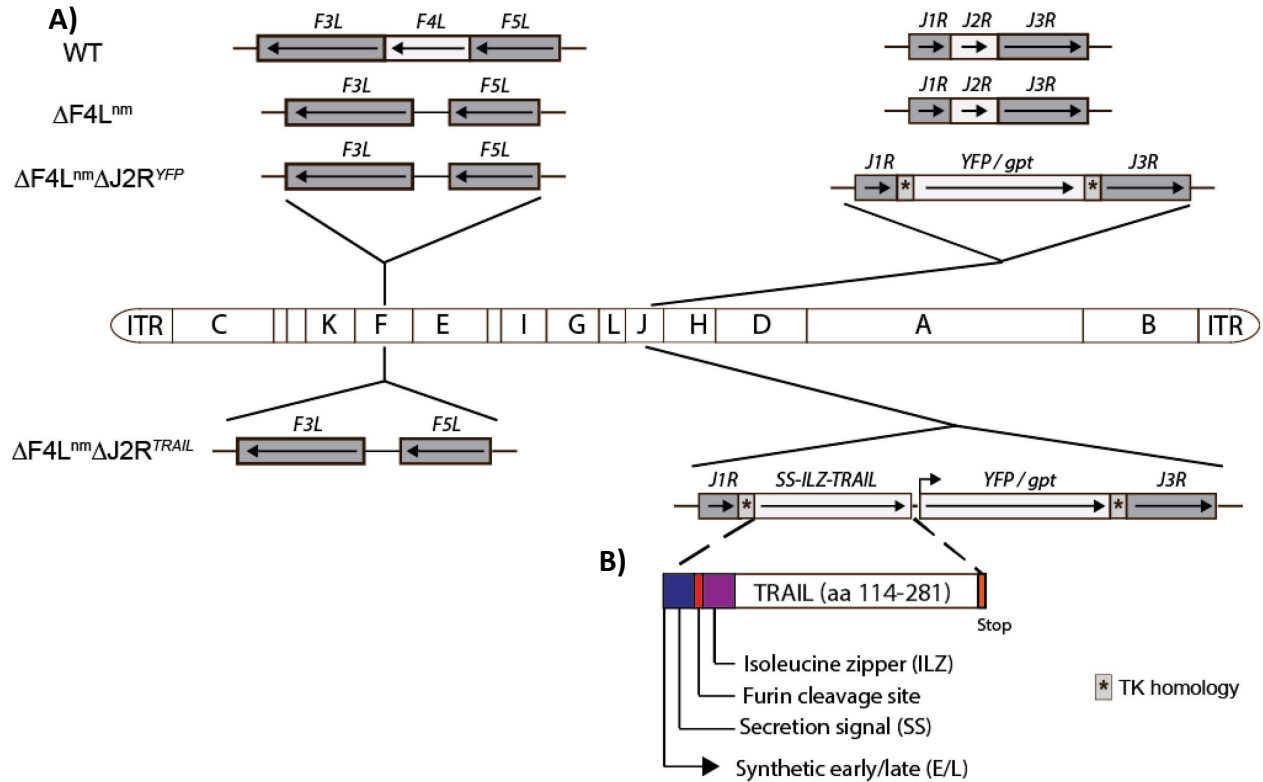 A)
F3L F4L F5L J1R J2R J3R
WT
F3L F5L J1R J2R J3R
ΔF4Lⁿᵐ
F3L F5L J1R YFP / gpt J3R
ΔF4LⁿᵐΔJ2Rʸᶠᴾ
* *
ITR C K F E I G L J H D A B ITR
F3L F5L
ΔF4LⁿᵐΔJ2Rᵀᴿᴬᴵᴸ
J1R SS-ILZ-TRAIL YFP / gpt J3R
* *
B)
TRAIL (aa 114-281)
Stop
Isoleucine zipper (ILZ)
Furin cleavage site
* TK homology
Secretion signal (SS)
Synthetic early/late (E/L)